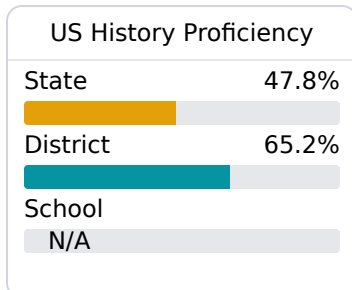 US History Proficiency
State 47.8%
District 65.2%
School
N/A